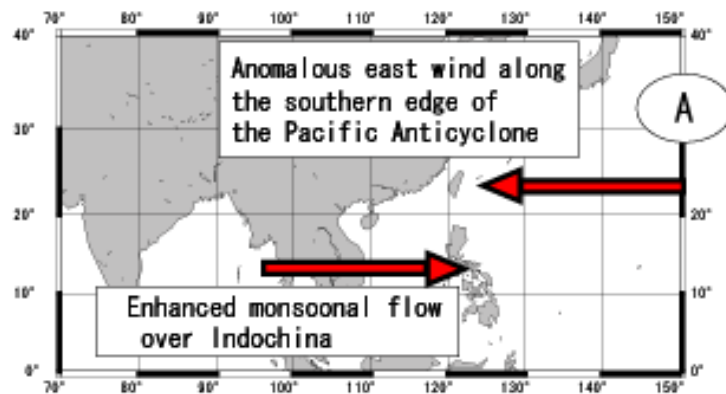 70° 80° 90° 100° 110° 120° 130° 140° 150°
40° 40°
Anomalous east wind along
the southern edge of
the Pacific Anticyclone
A
30°
20° 20°
10° 10°
Enhanced monsoonal flow
over Indochina
0° 0°
70° 80° 90° 100° 110° 120° 130° 140° 150°